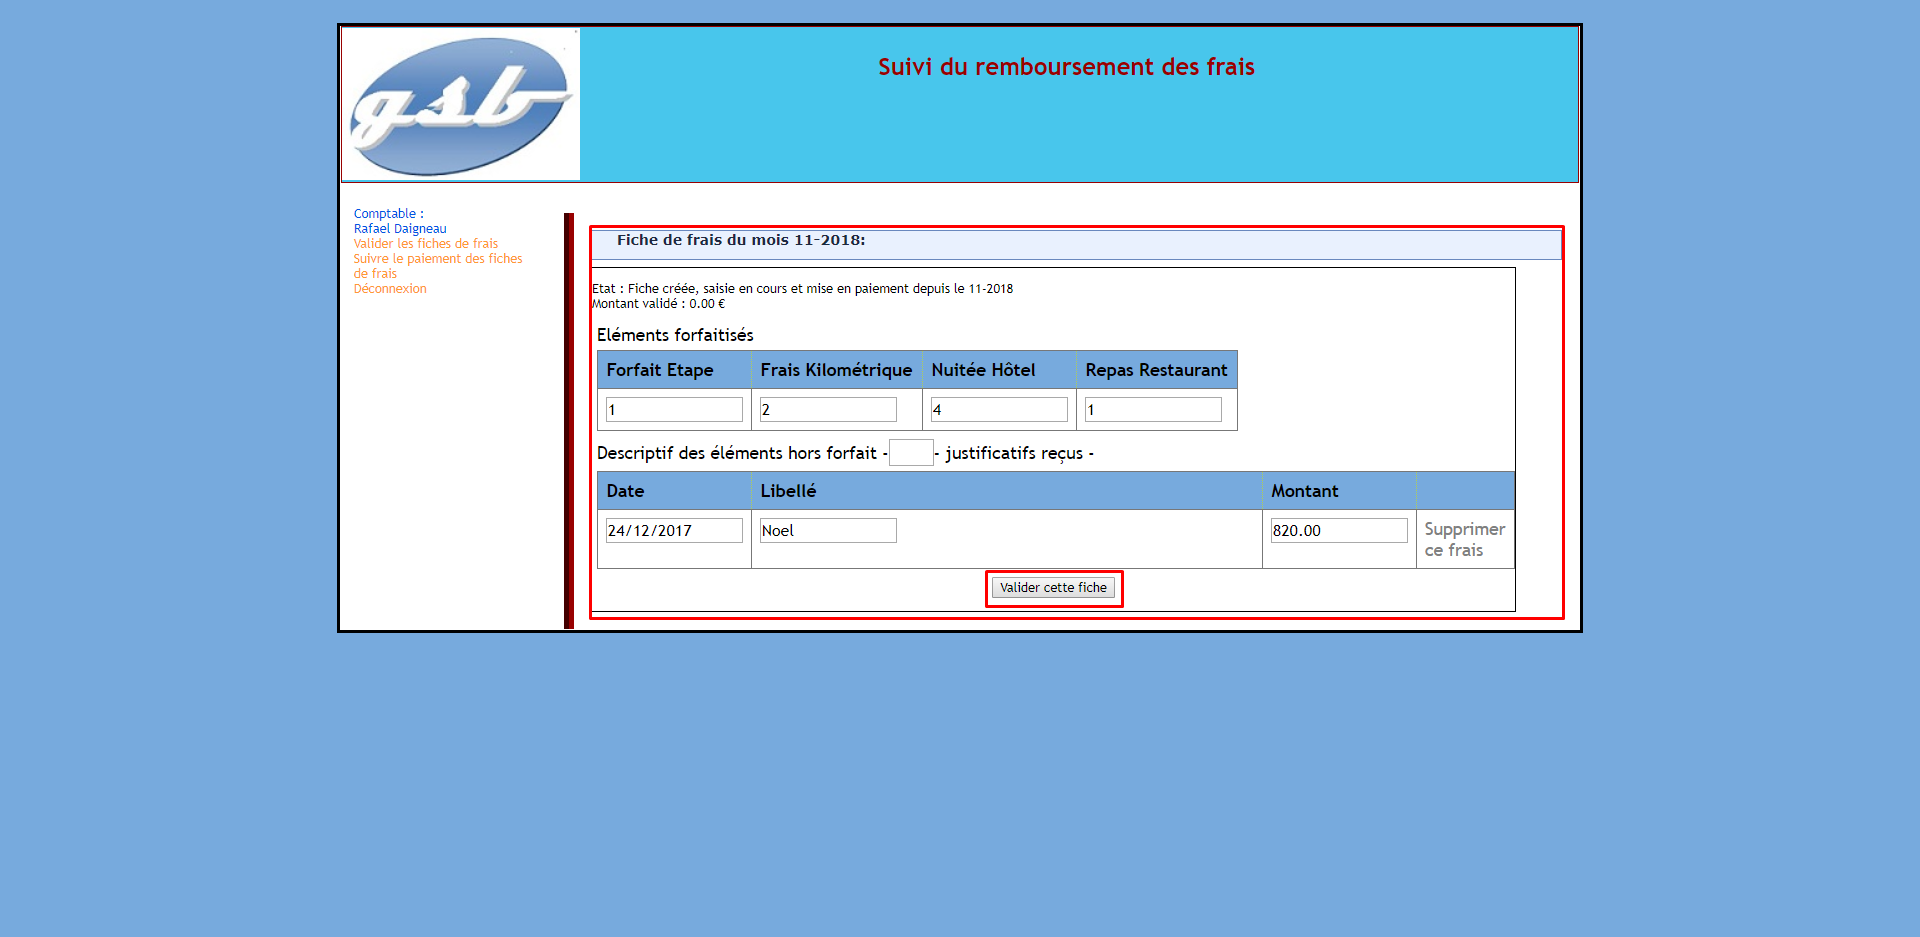 gsb
Suivi du remboursement des frais
Comptable :
Rafael Daigneau
Valider les fiches de frais
Suivre le paiement des fiches
de frais
Déconnexion
Fiche de frais du mois 11-2018:
Etat : Fiche créée, saisie en cours et mise en paiement depuis le 11-2018
Montant validé : 0.00 €
Eléments forfaitisés
Forfait Etape Frais Kilométrique Nuitée Hôtel Repas Restaurant
1 2 4 1
Descriptif des éléments hors forfait - - justificatifs reçus -
Date Libellé Montant
24/12/2017 Noel 820.00 Supprimer
ce frais
Valider cette fiche